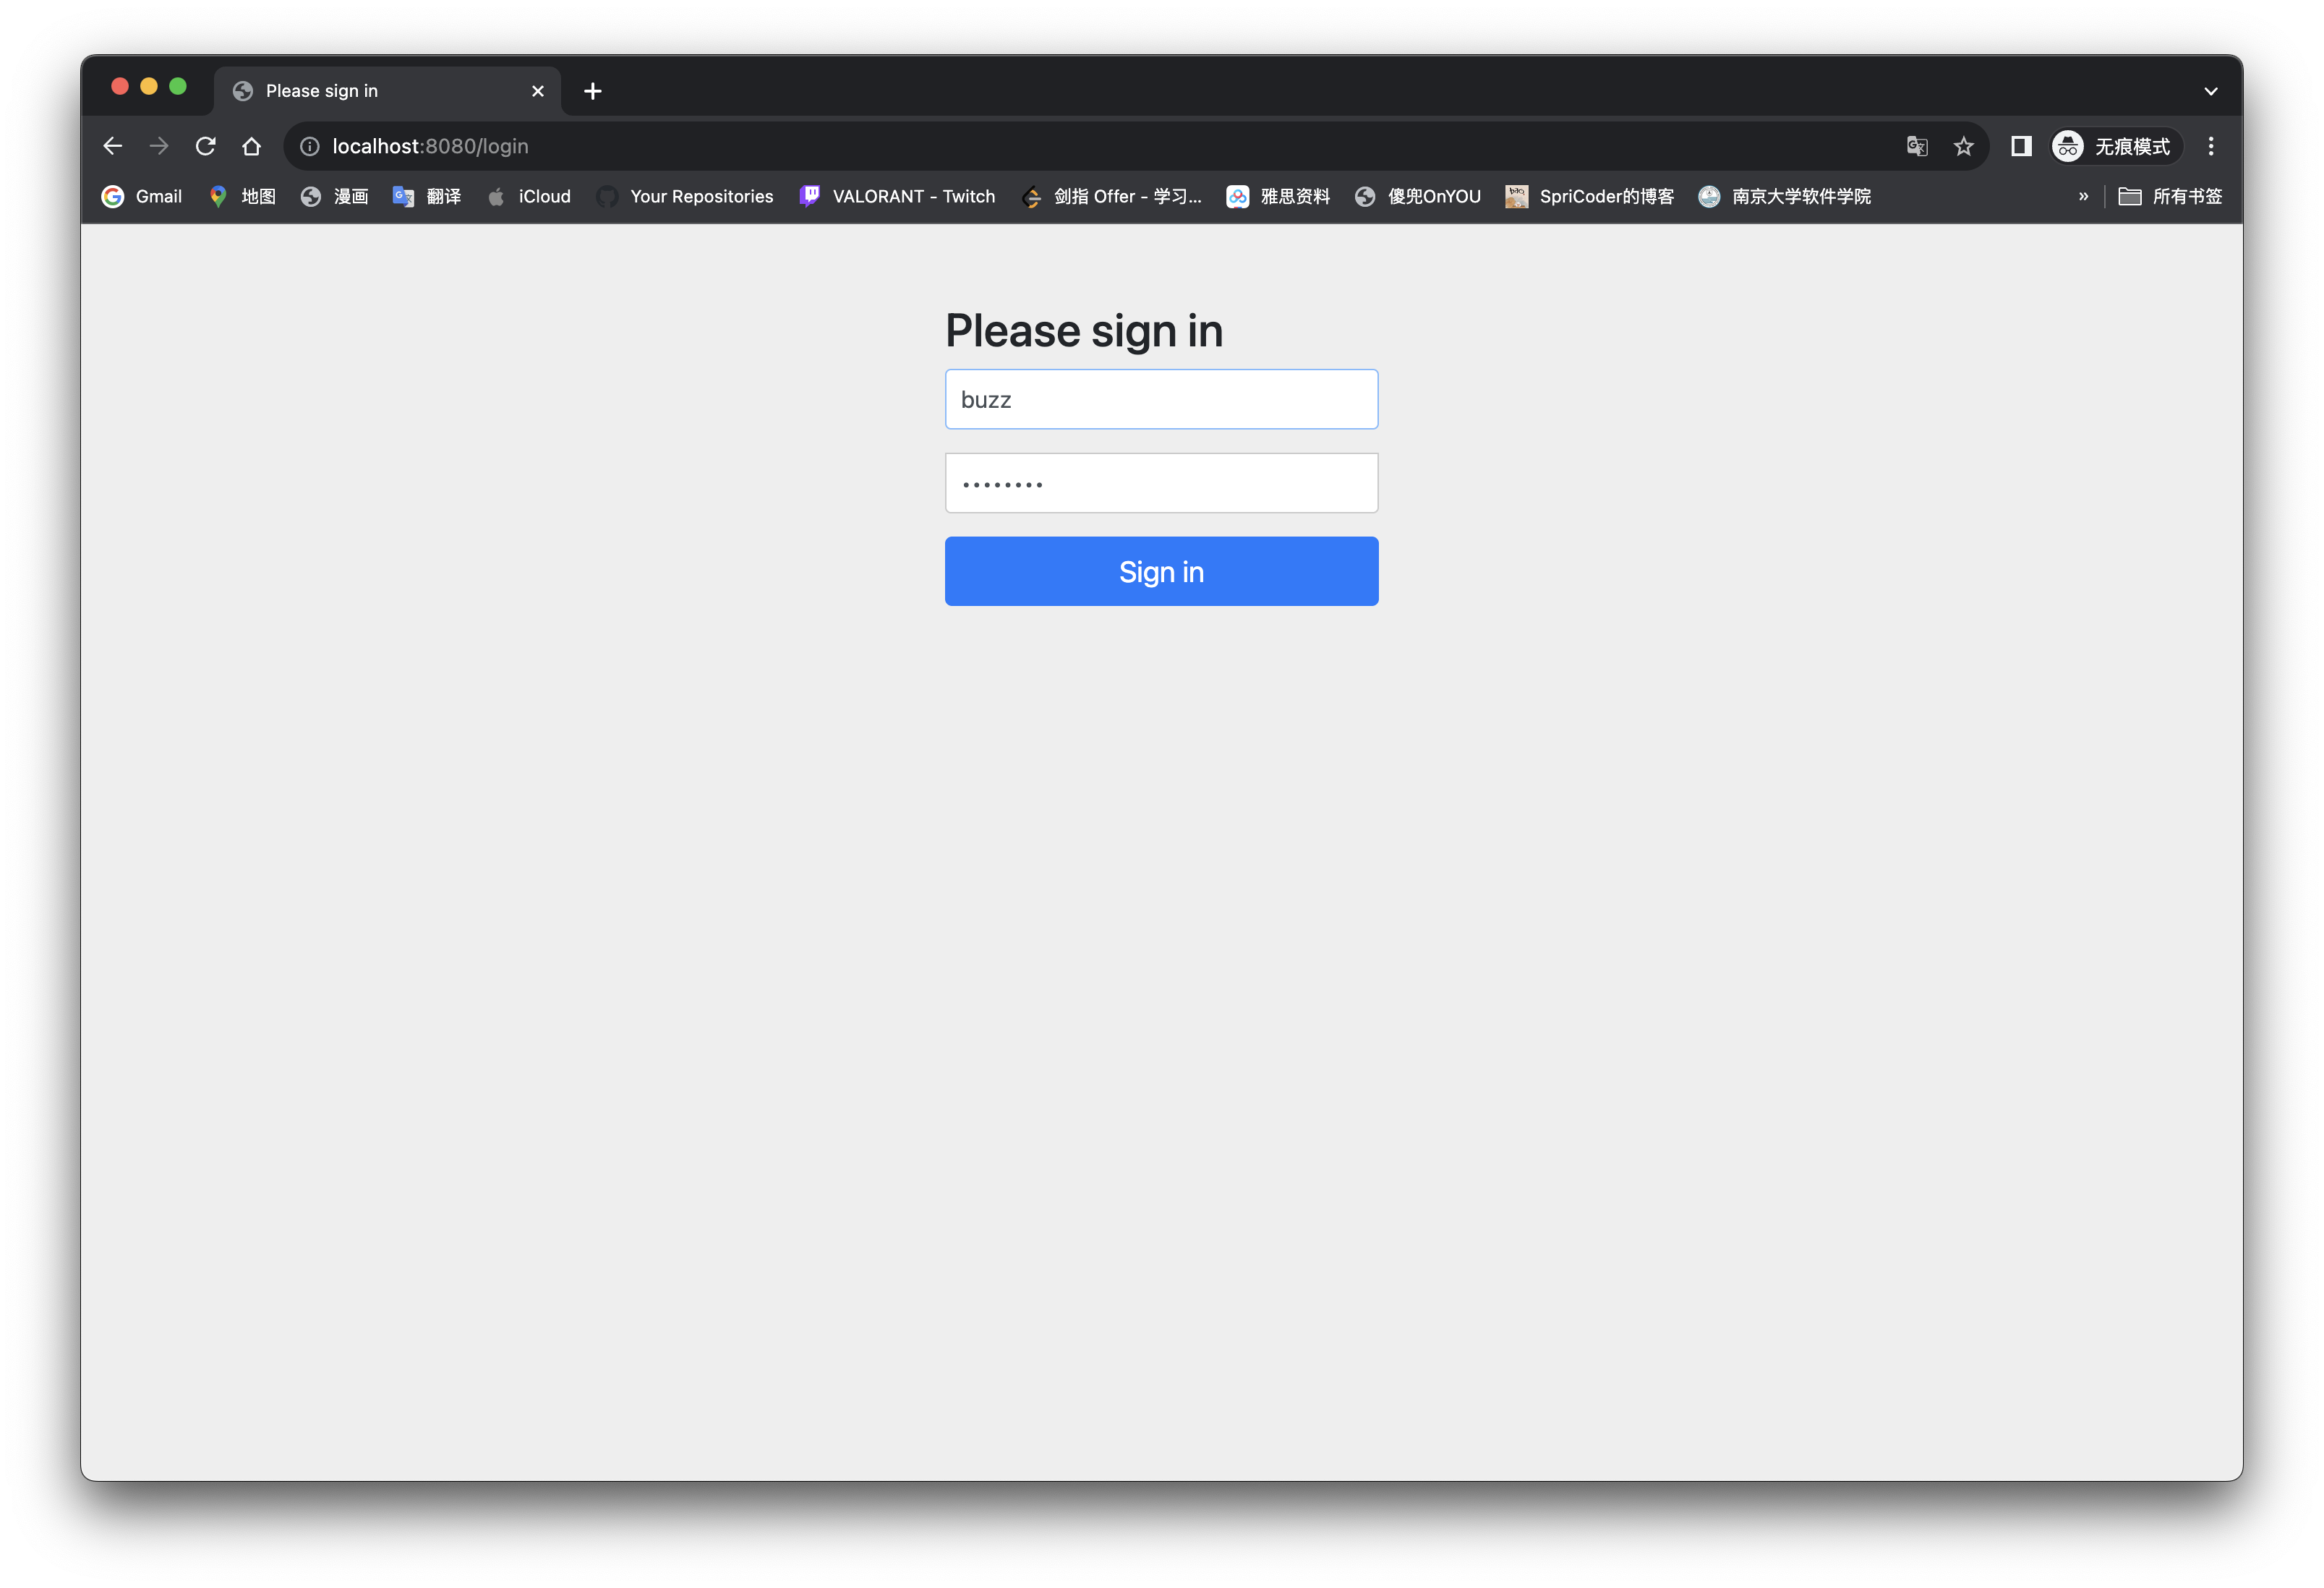 Please sign in
localhost:8080/login
无痕模式
Gmail 地图 漫画 翻译 iCloud Your Repositories VALORANT - Twitch 剑指 Offer - 学习... 雅思资料 傻兜OnYOU SpriCoder的博客 南京大学软件学院 » 所有书签
Please sign in
buzz
••••••••
Sign in